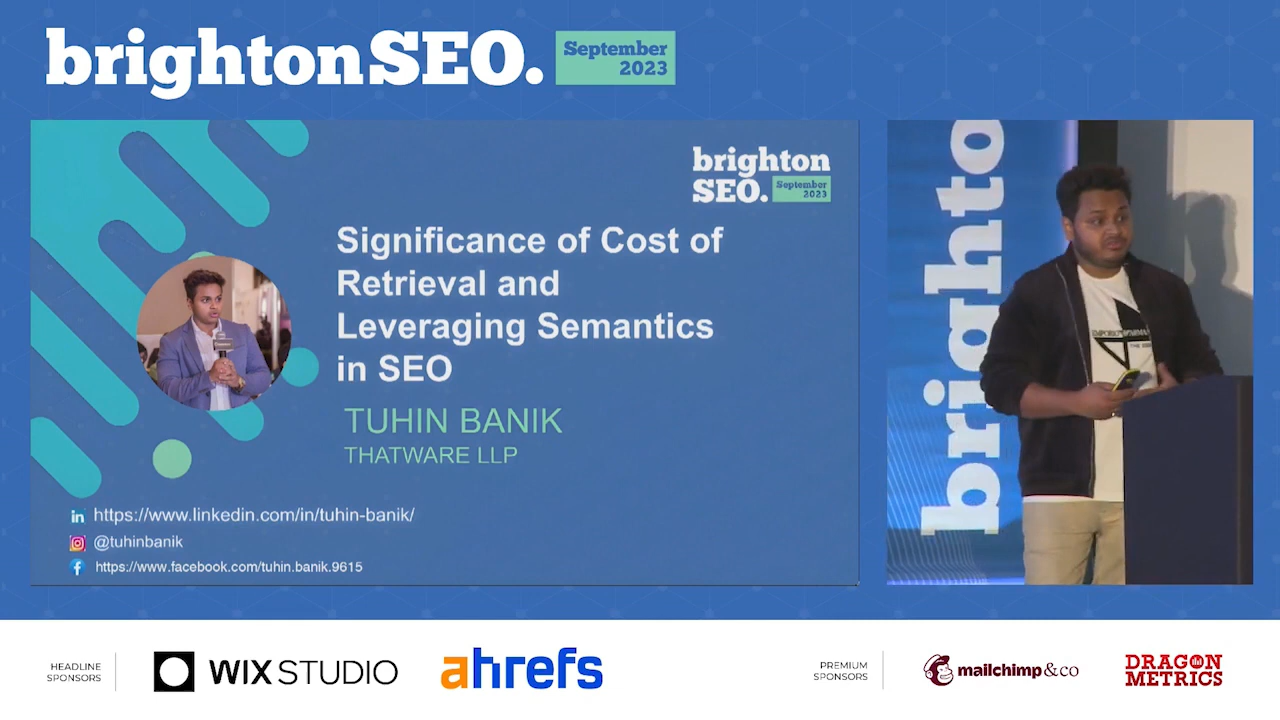 brightonSEO.
September
2023
brighton
SEO.
September
2023
Significance of Cost of
Retrieval and
Leveraging Semantics
in SEO
TUHIN BANIK
THATWARE LLP
https://www.linkedin.com/in/tuhin-banik/
@tuhinbanik
https://www.facebook.com/tuhin.banik.9615
brighto
HEADLINE
SPONSORS
WIX STUDIO
ahrefs
PREMIUM
SPONSORS
mailchimp&co
DRAGON
METRICS